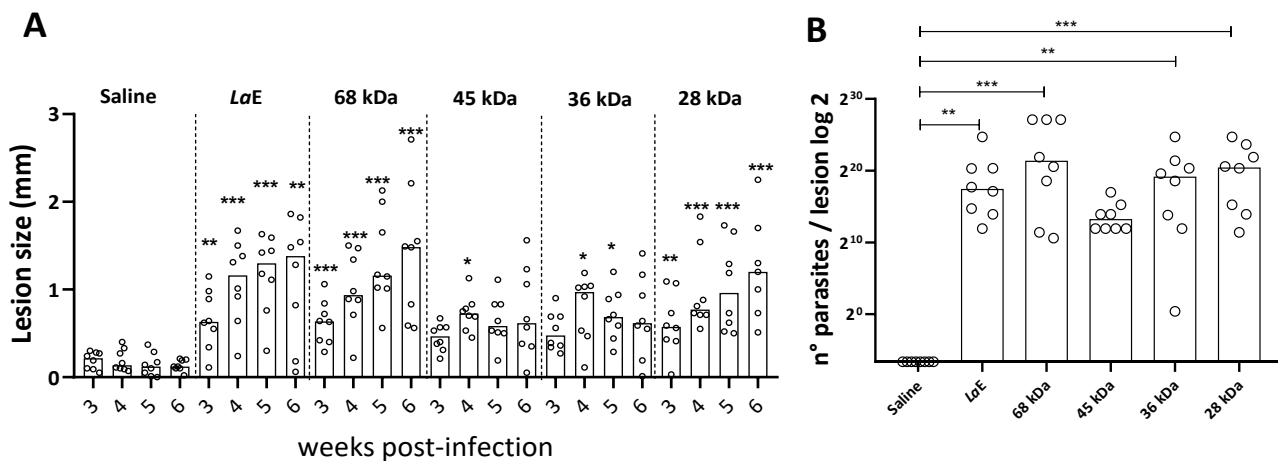 A
Saline LaE 68 kDa 45 kDa 36 kDa 28 kDa
Lesion size (mm)
3
2
1
0
** *** *** **
*** *** *** ***
*
* *
** *** *** ***
3 4 5 6 3 4 5 6 3 4 5 6 3 4 5 6 3 4 5 6 3 4 5 6
weeks post-infection
B
***
**
***
**
n° parasites / lesion log 2
2^30
2^20
2^10
2^0
Saline LaE 68 kDa 45 kDa 36 kDa 28 kDa